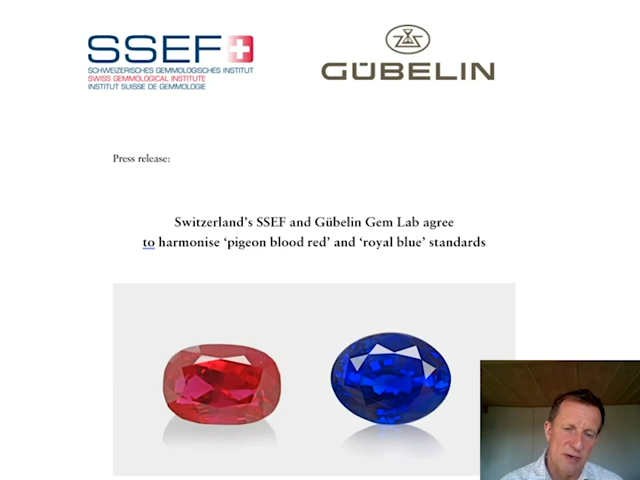 SSEF
SCHWEIZERISCHES GEMMOLOGISCHES INSTITUT
SWISS GEMMOLOGICAL INSTITUTE
INSTITUT SUISSE DE GEMMOLOGIE
GÜBELIN
Press release:
Switzerland's SSEF and Gübelin Gem Lab agree
to harmonise ‘pigeon blood red’ and ‘royal blue’ standards